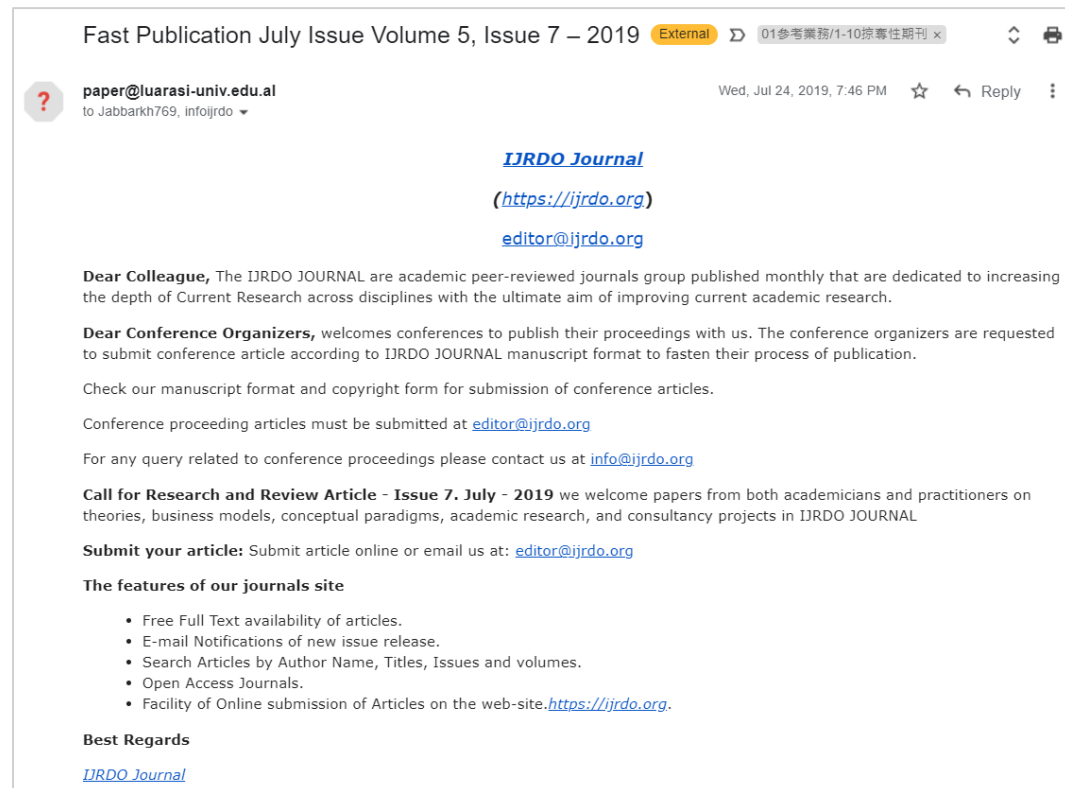 Fast Publication July Issue Volume 5, Issue 7 – 2019 External 01參考業務/1-10掠奪性期刊 ×
?
paper@luarasi-univ.edu.al Wed, Jul 24, 2019, 7:46 PM Reply
to Jabbarkh769, infoijrdo
IJRDO Journal
(https://ijrdo.org)
editor@ijrdo.org
Dear Colleague, The IJRDO JOURNAL are academic peer-reviewed journals group published monthly that are dedicated to increasing
the depth of Current Research across disciplines with the ultimate aim of improving current academic research.
Dear Conference Organizers, welcomes conferences to publish their proceedings with us. The conference organizers are requested
to submit conference article according to IJRDO JOURNAL manuscript format to fasten their process of publication.
Check our manuscript format and copyright form for submission of conference articles.
Conference proceeding articles must be submitted at editor@ijrdo.org
For any query related to conference proceedings please contact us at info@ijrdo.org
Call for Research and Review Article - Issue 7. July - 2019 we welcome papers from both academicians and practitioners on
theories, business models, conceptual paradigms, academic research, and consultancy projects in IJRDO JOURNAL
Submit your article: Submit article online or email us at: editor@ijrdo.org
The features of our journals site
• Free Full Text availability of articles.
• E-mail Notifications of new issue release.
• Search Articles by Author Name, Titles, Issues and volumes.
• Open Access Journals.
• Facility of Online submission of Articles on the web-site.https://ijrdo.org.
Best Regards
IJRDO Journal